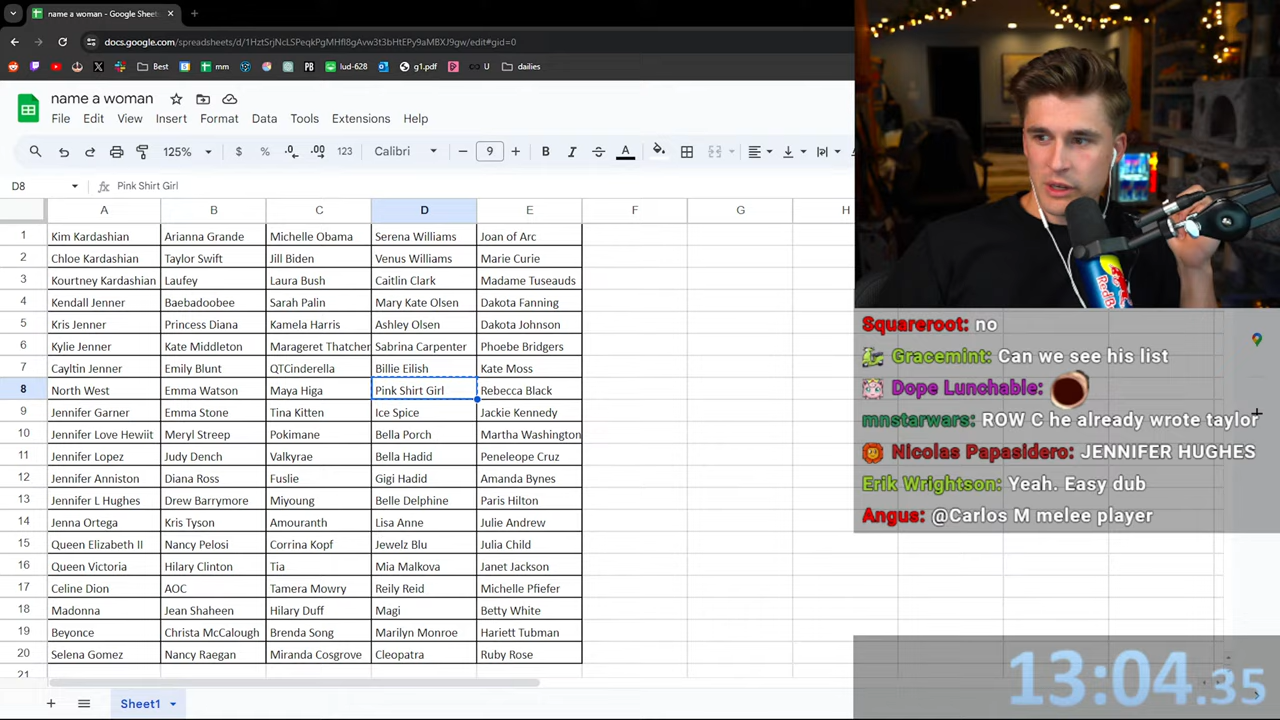 name a woman - Google Sheets
docs.google.com/spreadsheets/d/1HztSrjNcLSPeqkPgMHfl8gAvw3t3bHtEPy9aMBXJ9gw/edit#gid=0
Best mm PB lud-628 g1.pdf U dailies
name a woman
File Edit View Insert Format Data Tools Extensions Help
125% $ % .0 .00 123 Calibri 9 B I A
D8 fx Pink Shirt Girl
A B C D E F G H
1 Kim Kardashian Arianna Grande Michelle Obama Serena Williams Joan of Arc
2 Chloe Kardashian Taylor Swift Jill Biden Venus Williams Marie Curie
3 Kourtney Kardashian Laufey Laura Bush Caitlin Clark Madame Tuseauds
4 Kendall Jenner Baebadoobee Sarah Palin Mary Kate Olsen Dakota Fanning
5 Kris Jenner Princess Diana Kamela Harris Ashley Olsen Dakota Johnson
6 Kylie Jenner Kate Middleton Marageret Thatcher Sabrina Carpenter Phoebe Bridgers
7 Cayltin Jenner Emily Blunt QTCinderella Billie Eilish Kate Moss
8 North West Emma Watson Maya Higa Pink Shirt Girl Rebecca Black
9 Jennifer Garner Emma Stone Tina Kitten Ice Spice Jackie Kennedy
10 Jennifer Love Hewiit Meryl Streep Pokimane Bella Porch Martha Washington
11 Jennifer Lopez Judy Dench Valkyrae Bella Hadid Peneleope Cruz
12 Jennifer Anniston Diana Ross Fuslie Gigi Hadid Amanda Bynes
13 Jennifer L Hughes Drew Barrymore Miyoung Belle Delphine Paris Hilton
14 Jenna Ortega Kris Tyson Amouranth Lisa Anne Julie Andrew
15 Queen Elizabeth II Nancy Pelosi Corrina Kopf Jewelz Blu Julia Child
16 Queen Victoria Hilary Clinton Tia Mia Malkova Janet Jackson
17 Celine Dion AOC Tamera Mowry Reily Reid Michelle Pfiefer
18 Madonna Jean Shaheen Hilary Duff Magi Betty White
19 Beyonce Christa McCalough Brenda Song Marilyn Monroe Hariett Tubman
20 Selena Gomez Nancy Raegan Miranda Cosgrove Cleopatra Ruby Rose
21
Sheet1
RedB
Squareroot: no
Gracemint: Can we see his list
Dope Lunchable:
mnstarwars: ROW C he already wrote taylor
Nicolas Papasidero: JENNIFER HUGHES
Erik Wrightson: Yeah. Easy dub
Angus: @Carlos M melee player
13:04.35